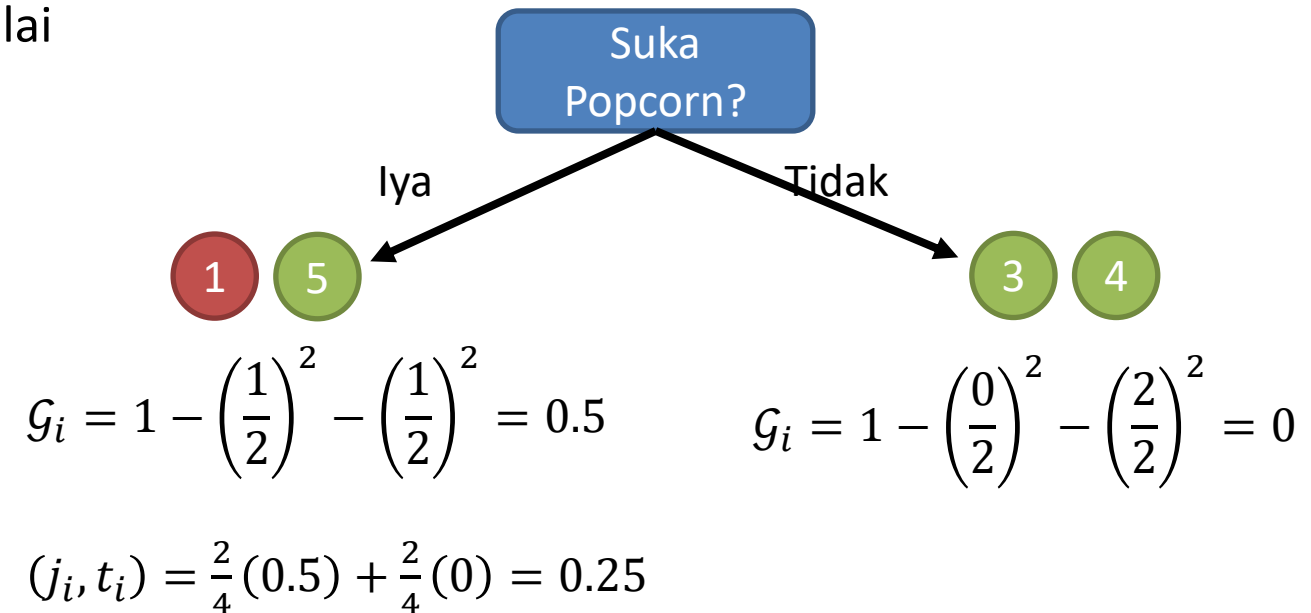 lai
Suka
Popcorn?
Iya
Tidak
1 5
3 4
𝒢ᵢ = 1 − (1/2)² − (1/2)² = 0.5
𝒢ᵢ = 1 − (0/2)² − (2/2)² = 0
(jᵢ, tᵢ) = 2/4 (0.5) + 2/4 (0) = 0.25